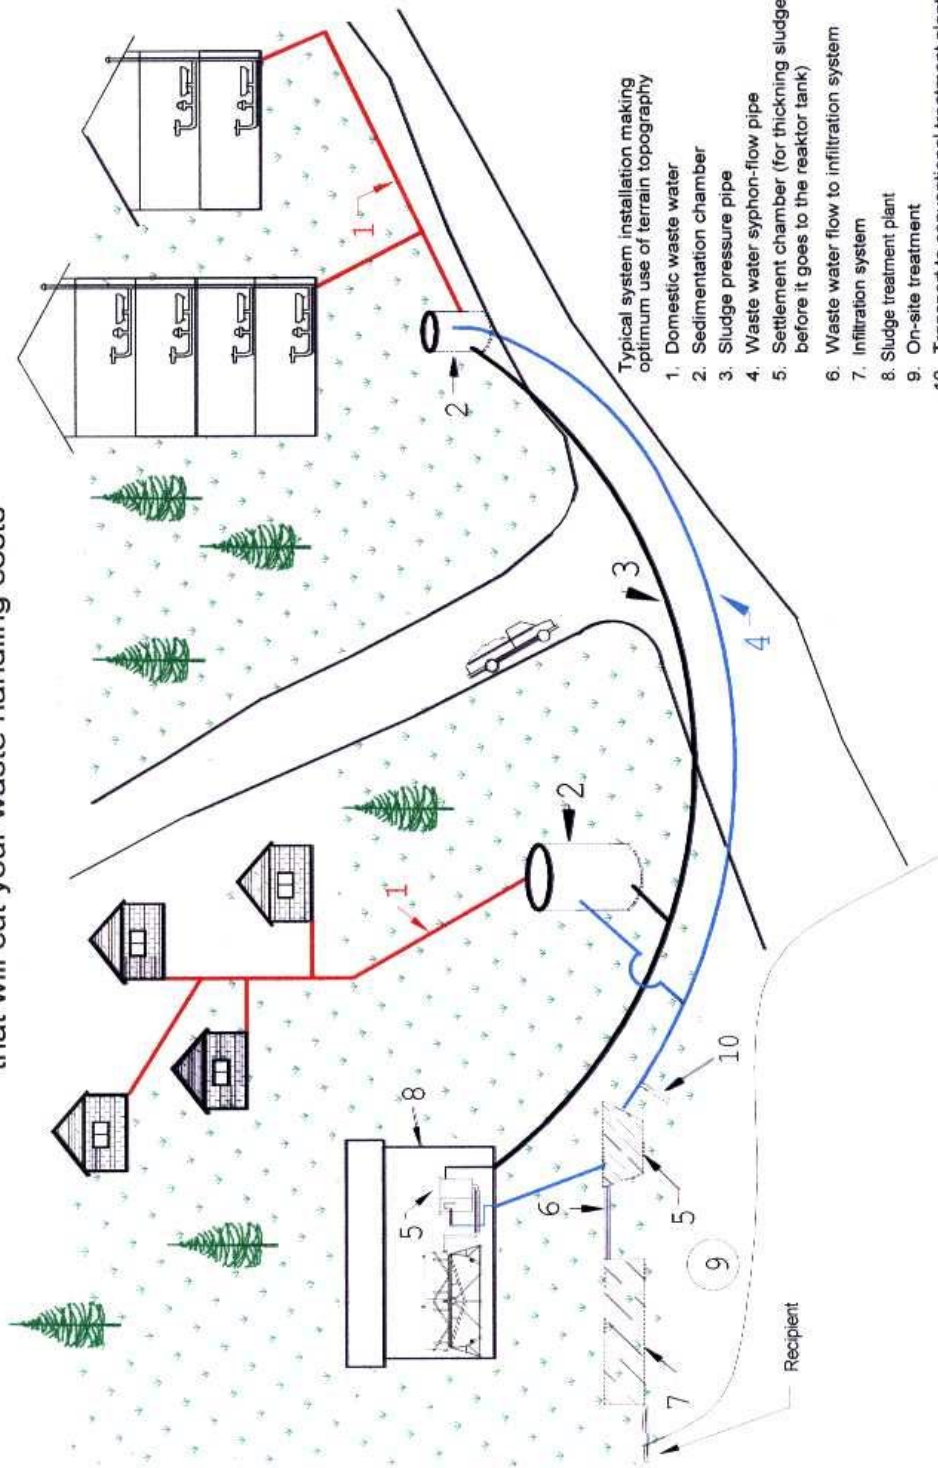 that will cut your waste handling costs
Typical system installation making
optimum use of terrain topography
1. Domestic waste water
2. Sedimentation chamber
3. Sludge pressure pipe
4. Waste water syphon-flow pipe
5. Settlement chamber (for thickning sludge
before it goes to the reaktor tank)
6. Waste water flow to infiltration system
7. Infiltration system
8. Sludge treatment plant
9. On-site treatment
1
1
2
2
3
4
5
5
6
7
8
9
10
Recipient